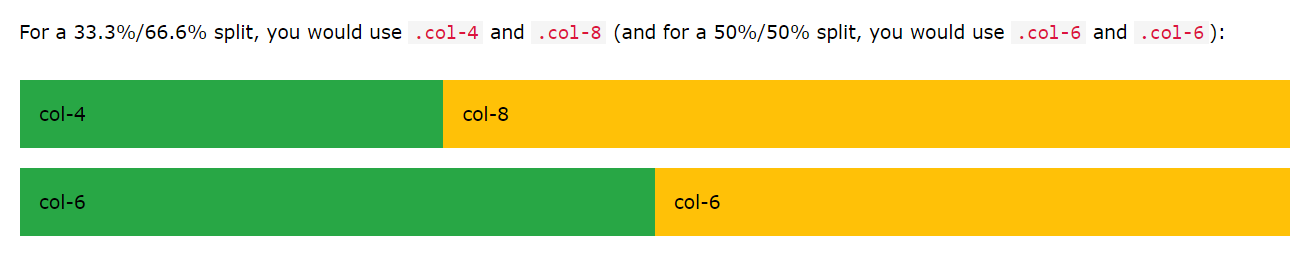 For a 33.3%/66.6% split, you would use .col-4 and .col-8 (and for a 50%/50% split, you would use .col-6 and .col-6):
col-4 col-8
col-6 col-6